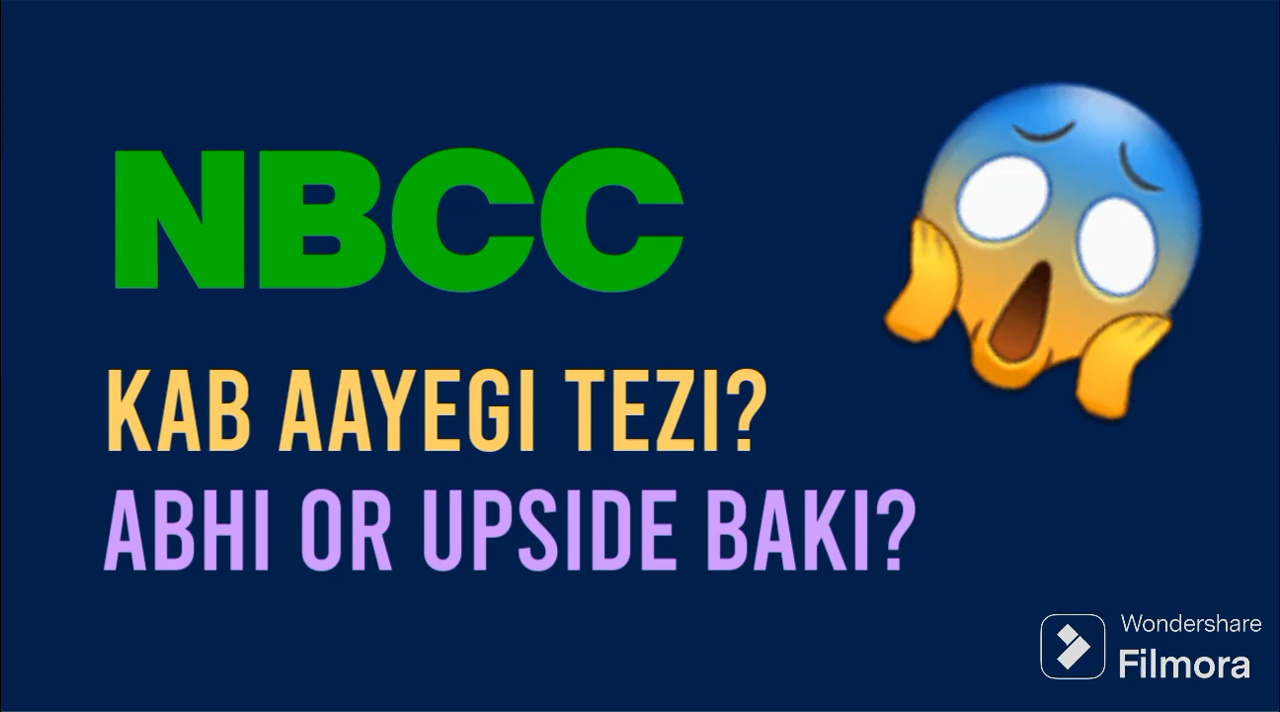 NBCC
KAB AAYEGI TEZI?
ABHI OR UPSIDE BAKI?
Wondershare
Filmora